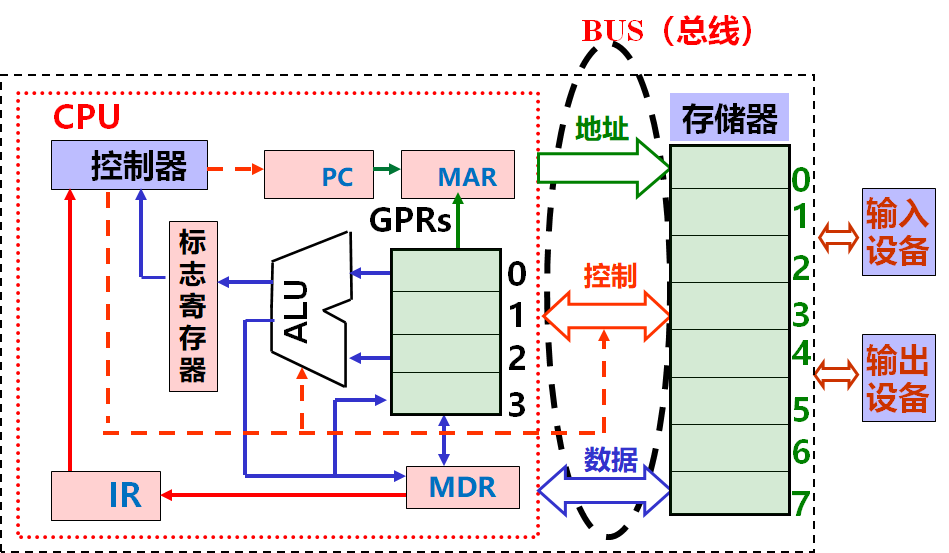 BUS（总线）
CPU
存储器
地址
控制器
PC
MAR
0
GPRs
1
输入
设备
标
志
寄
存
器
ALU
0
1
2
3
控制
2
3
4
输出
设备
5
数据
6
IR
MDR
7